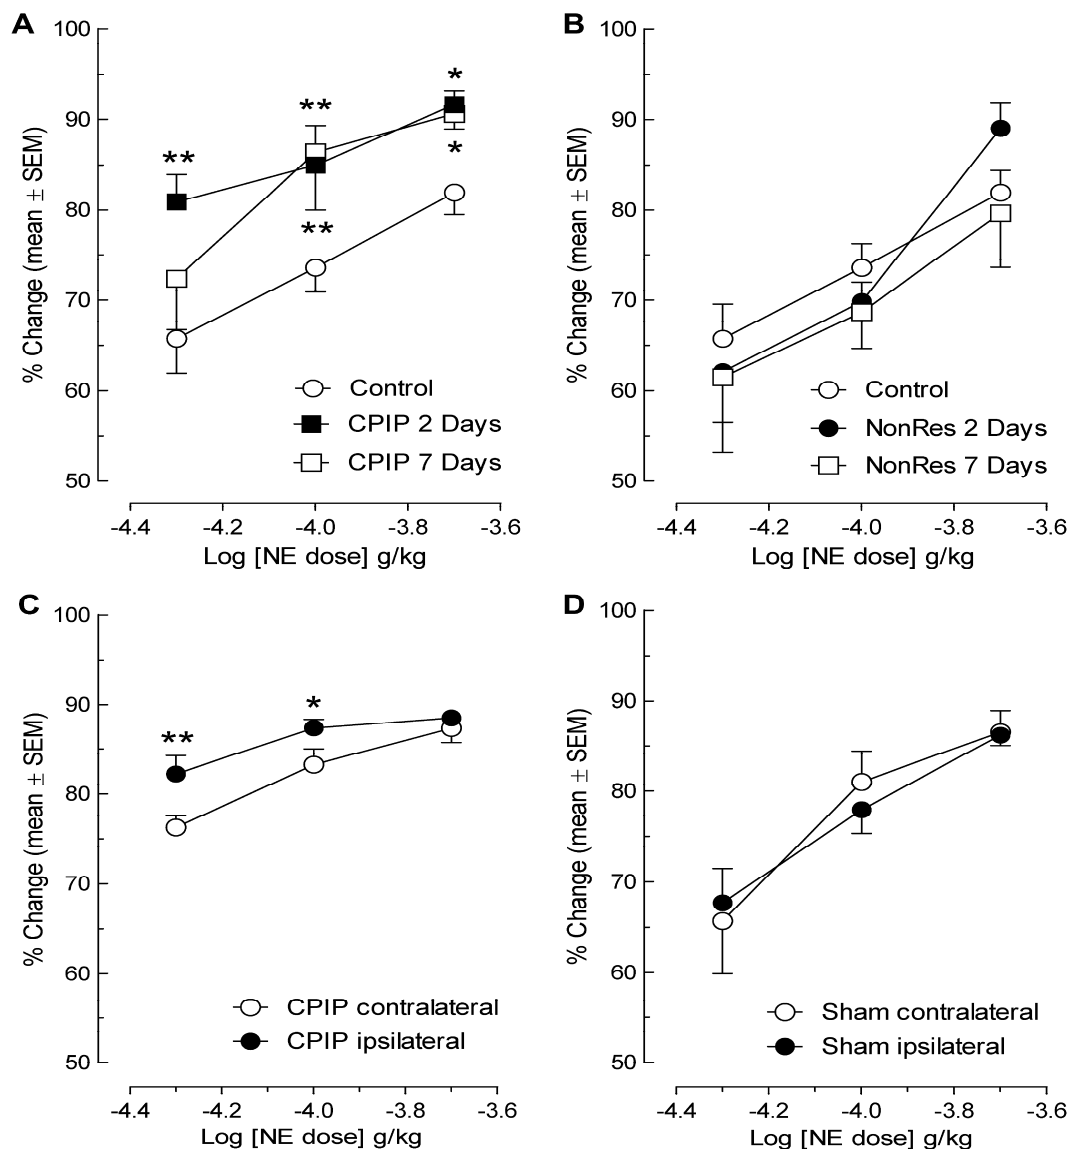 A
% Change (mean ± SEM)
100
90
80
70
60
50
**
**
*
*
**
Control
CPIP 2 Days
CPIP 7 Days
-4.4 -4.2 -4.0 -3.8 -3.6
Log [NE dose] g/kg
B
% Change (mean ± SEM)
100
90
80
70
60
50
Control
NonRes 2 Days
NonRes 7 Days
-4.4 -4.2 -4.0 -3.8 -3.6
Log [NE dose] g/kg
C
% Change (mean ± SEM)
100
90
80
70
60
50
**
*
CPIP contralateral
CPIP ipsilateral
-4.4 -4.2 -4.0 -3.8 -3.6
Log [NE dose] g/kg
D
% Change (mean ± SEM)
100
90
80
70
60
50
Sham contralateral
Sham ipsilateral
-4.4 -4.2 -4.0 -3.8 -3.6
Log [NE dose] g/kg